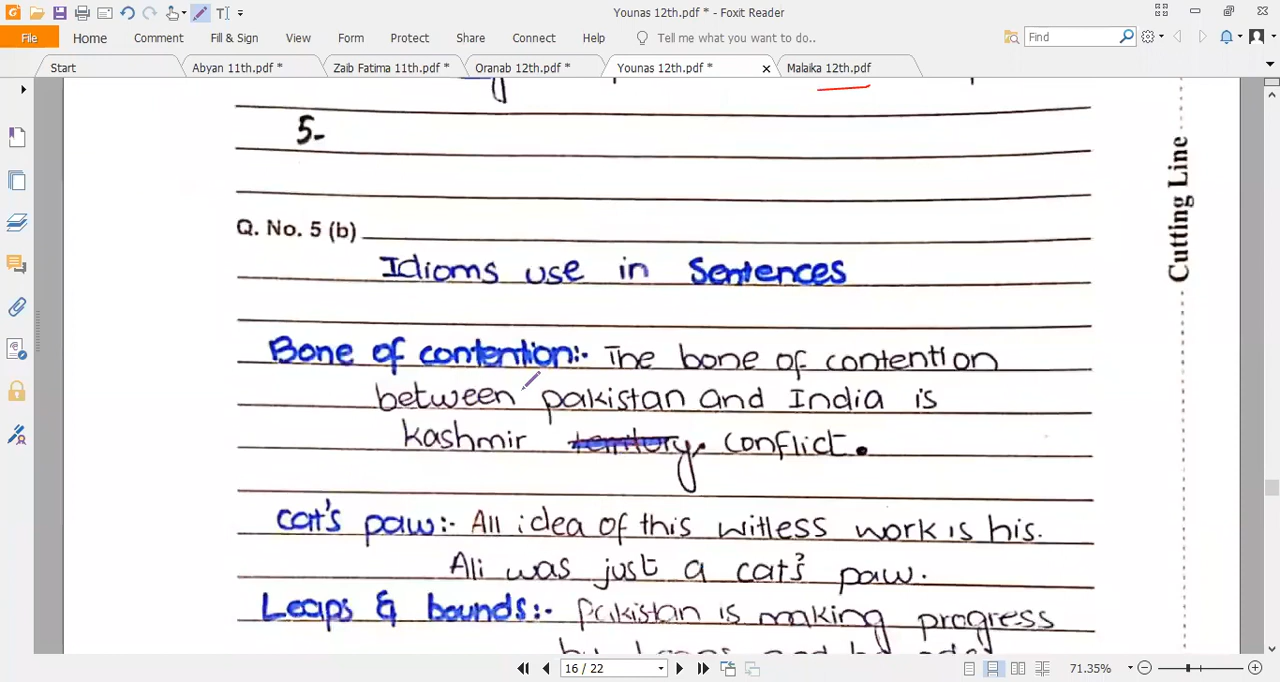 Younas 12th.pdf * - Foxit Reader
File Home Comment Fill & Sign View Form Protect Share Connect Help Tell me what you want to do.. Find
Start Abyan 11th.pdf * Zaib Fatima 11th.pdf * Oranab 12th.pdf * Younas 12th.pdf * Malaika 12th.pdf
5-
Q. No. 5 (b)
Idioms use in Sentences
Bone of contention:- The bone of contention
between pakistan and India is
kashmir territory. conflict.
cat's paw:- All idea of this witless work is his.
Ali was just a cat's paw.
Leaps & bounds:- Pakistan is making progress
Cutting Line
16 / 22
71.35%